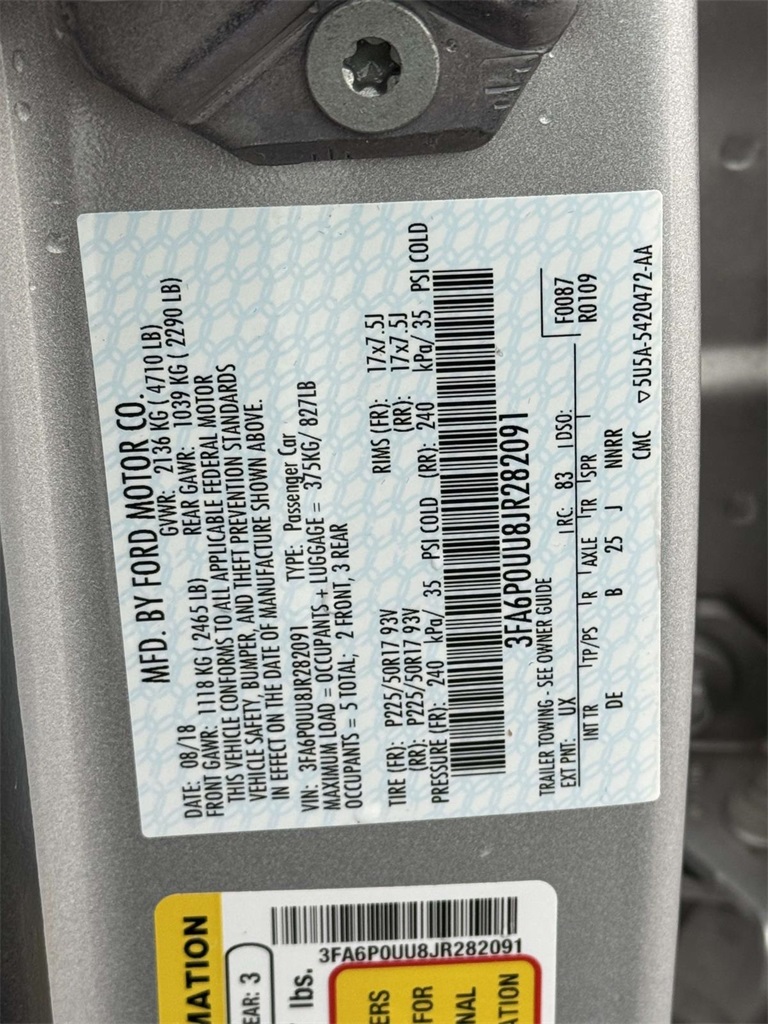 MFD. BY FORD MOTOR CO.
DATE: 08/18 GVWR: 2136 KG ( 4710 LB)
FRONT GAWR: 1118 KG ( 2465 LB) REAR GAWR: 1039 KG ( 2290 LB)
THIS VEHICLE CONFORMS TO ALL APPLICABLE FEDERAL MOTOR
VEHICLE SAFETY, BUMPER, AND THEFT PREVENTION STANDARDS
IN EFFECT ON THE DATE OF MANUFACTURE SHOWN ABOVE.
VIN: 3FA6P0UU8JR282091 TYPE: Passenger Car
MAXIMUM LOAD = OCCUPANTS + LUGGAGE = 375KG/ 827LB
OCCUPANTS = 5 TOTAL; 2 FRONT, 3 REAR
TIRE (FR): P225/50R17 93V RIMS (FR): 17x7.5J
(RR): P225/50R17 93V (RR): 17x7.5J
PRESSURE (FR): 240 kPa/ 35 PSI COLD (RR): 240 kPa/ 35 PSI COLD
3FA6P0UU8JR282091
TRAILER TOWING - SEE OWNER GUIDE F0087
EXT PNT: UX RC: 83 DSO: R0109
INT TR TP/PS R AXLE TR SPR
DE B 25 J NNRR
CMC ▽5U5A-5420472-AA
MATION
EAR: 3
lbs.
3FA6P0UU8JR282091
ERS
FOR
NAL
ATION